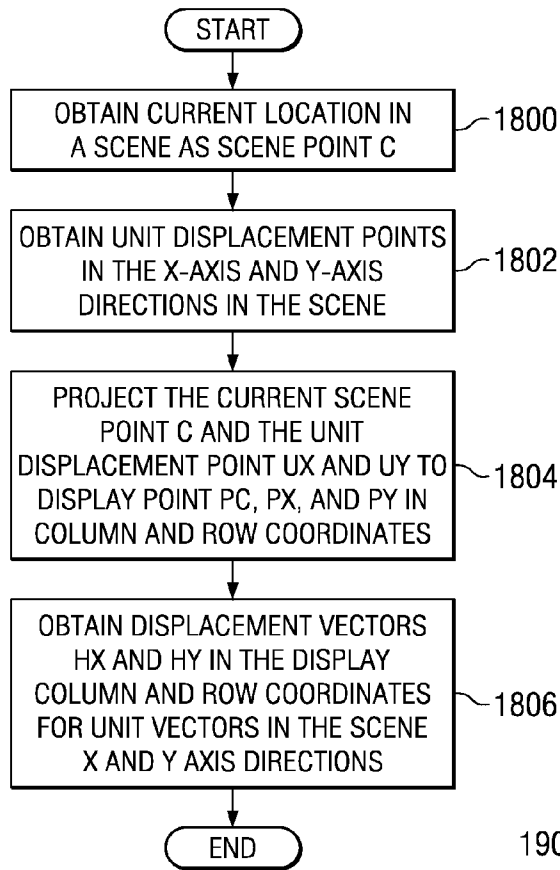 START
OBTAIN CURRENT LOCATION IN
A SCENE AS SCENE POINT C
1800
OBTAIN UNIT DISPLACEMENT POINTS
IN THE X-AXIS AND Y-AXIS
DIRECTIONS IN THE SCENE
1802
PROJECT THE CURRENT SCENE
POINT C AND THE UNIT
DISPLACEMENT POINT UX AND UY TO
DISPLAY POINT PC, PX, AND PY IN
COLUMN AND ROW COORDINATES
1804
OBTAIN DISPLACEMENT VECTORS
HX AND HY IN THE DISPLAY
COLUMN AND ROW COORDINATES
FOR UNIT VECTORS IN THE SCENE
X AND Y AXIS DIRECTIONS
1806
END